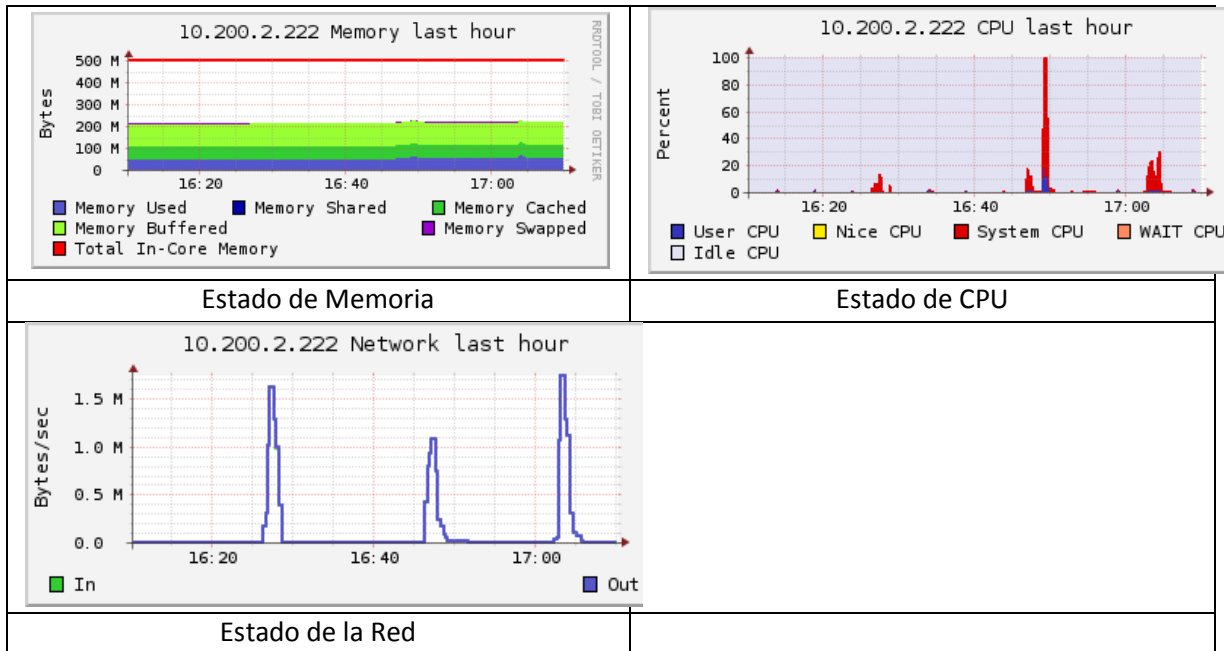 10.200.2.222 Memory last hour
RRDTOOL / TOBI OETIKER
Bytes
500 M
400 M
300 M
200 M
100 M
0
16:20 16:40 17:00
Memory Used Memory Shared Memory Cached
Memory Buffered Memory Swapped
Total In-Core Memory
Estado de Memoria
10.200.2.222 CPU last hour
Percent
100
80
60
40
20
0
16:20 16:40 17:00
User CPU Nice CPU System CPU WAIT CPU
Idle CPU
Estado de CPU
10.200.2.222 Network last hour
Bytes/sec
1.5 M
1.0 M
0.5 M
0.0
16:20 16:40 17:00
In Out
Estado de la Red